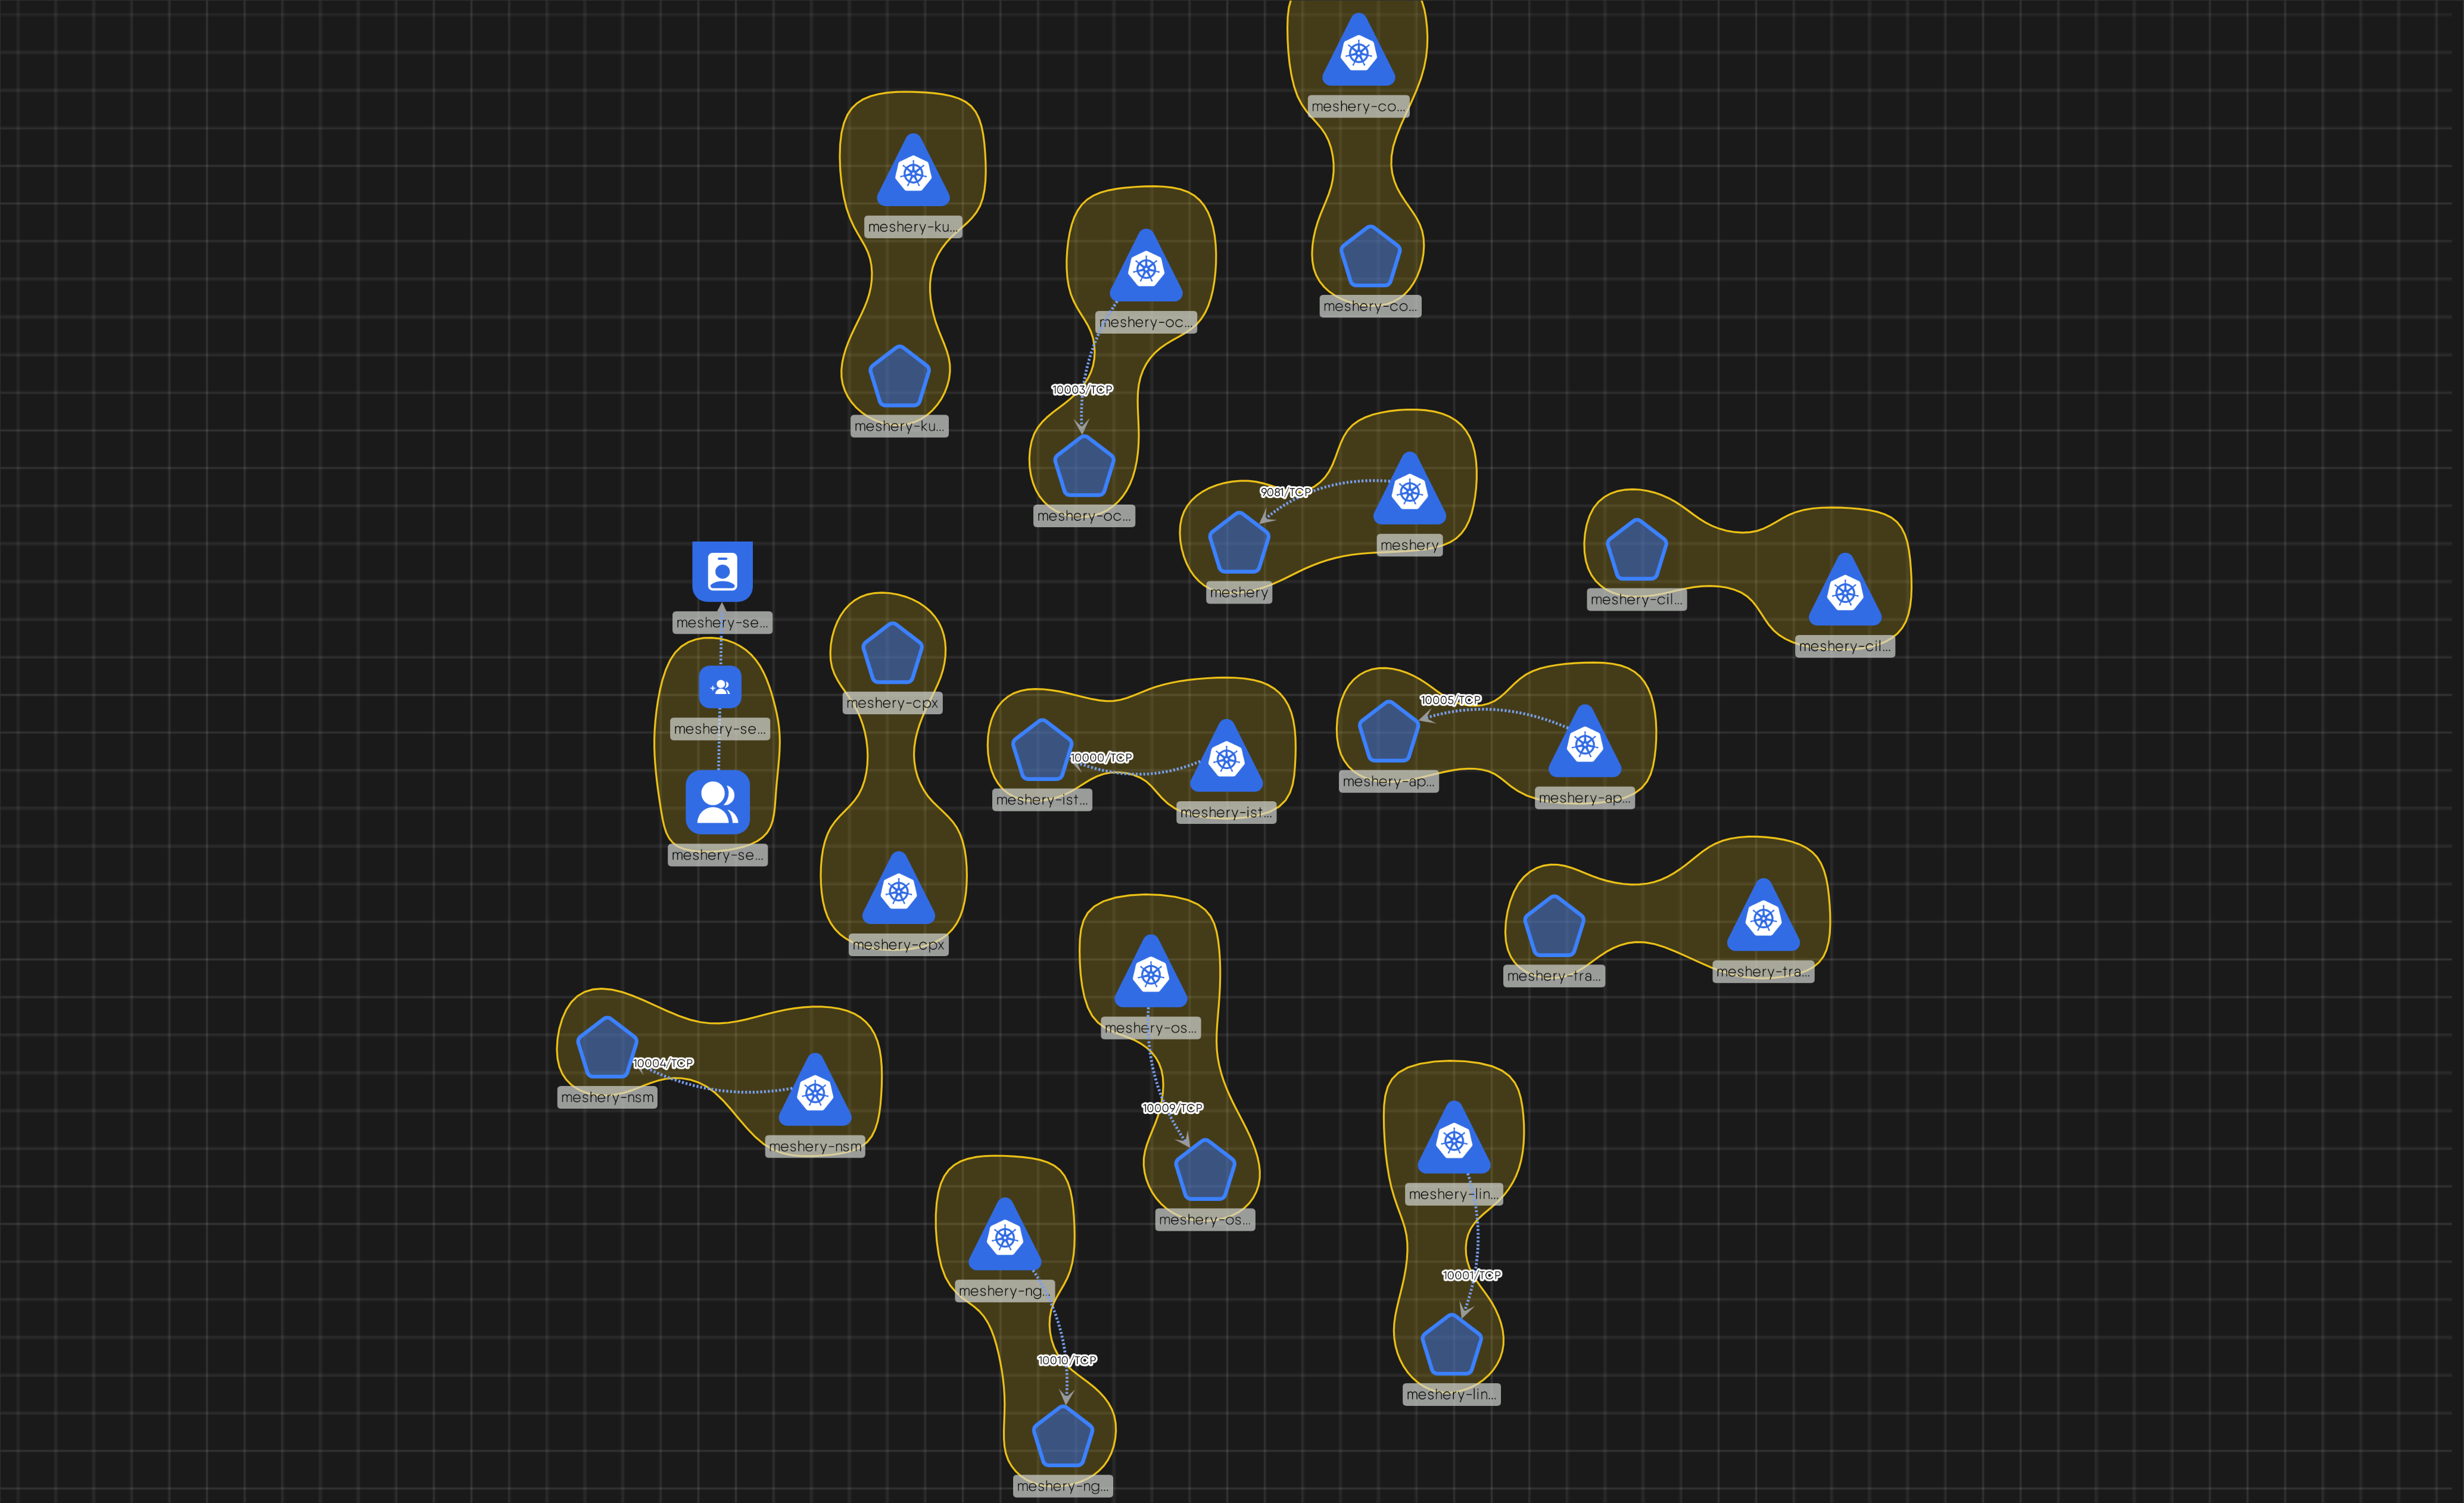 meshery-co...
meshery-ku...
meshery-co...
meshery-oc...
10003/TCP
meshery-ku...
9081/TCP
meshery-oc...
meshery
meshery
meshery-cil...
meshery-se...
meshery-cil...
meshery-cpx
10005/TCP
meshery-se...
10000/TCP
meshery-ap...
meshery-ist...
meshery-ap...
meshery-ist...
meshery-se...
meshery-cpx
meshery-tra...
meshery-tra...
meshery-os...
10004/TCP
meshery-nsm
10009/TCP
meshery-nsm
meshery-lin...
meshery-os...
10001/TCP
meshery-ng...
10010/TCP
meshery-lin...
meshery-ng...